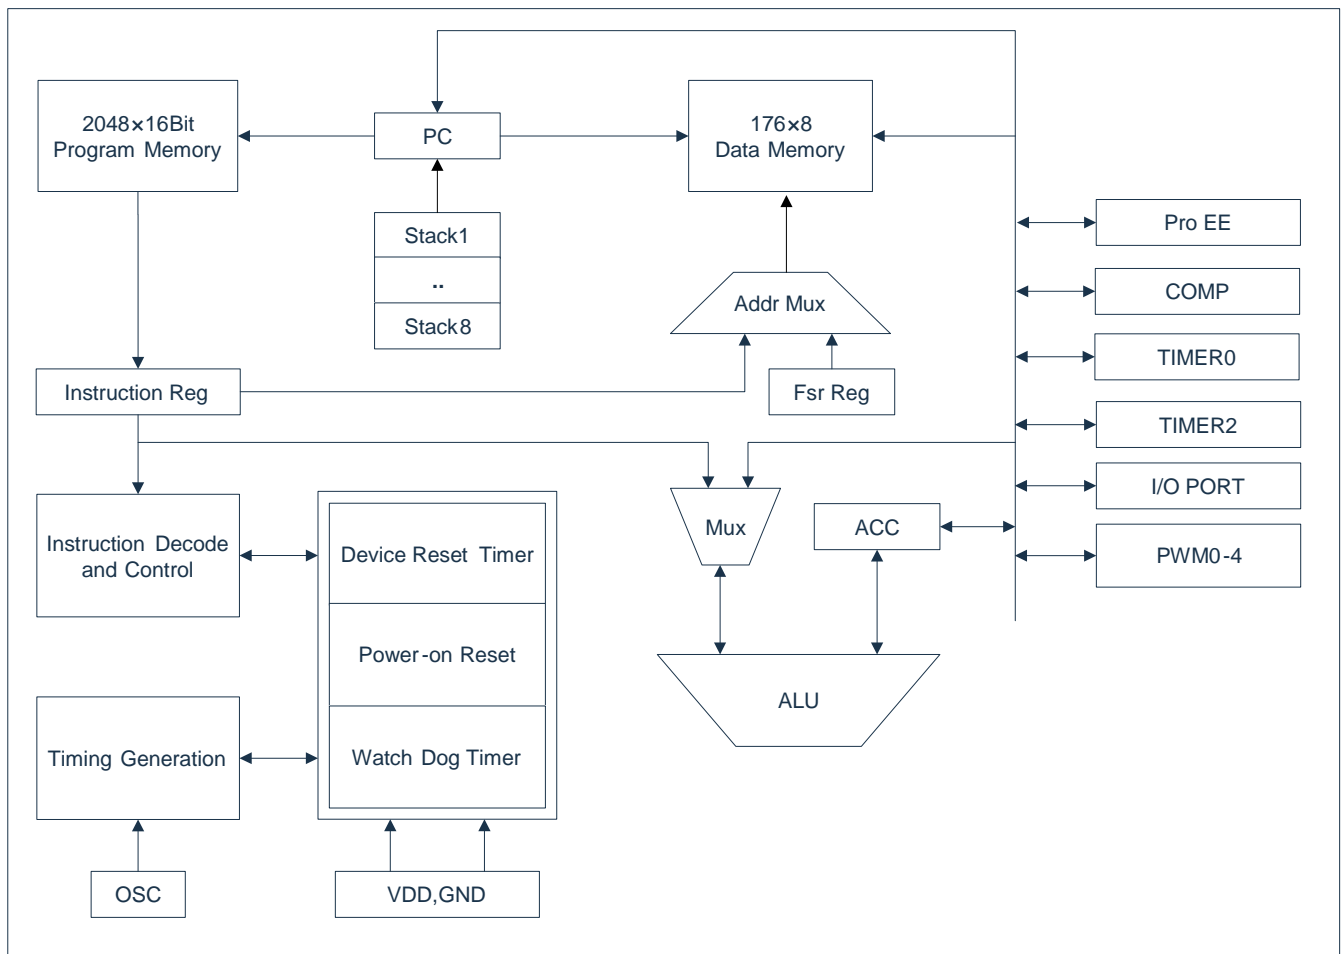 2048×16Bit
Program Memory
PC
176×8
Data Memory
Stack1
..
Stack8
Addr Mux
Instruction Reg
Fsr Reg
Pro EE
COMP
TIMER0
TIMER2
I/O PORT
PWM0-4
Instruction Decode
and Control
Device Reset Timer
Power-on Reset
Watch Dog Timer
Mux
ACC
ALU
Timing Generation
OSC
VDD,GND